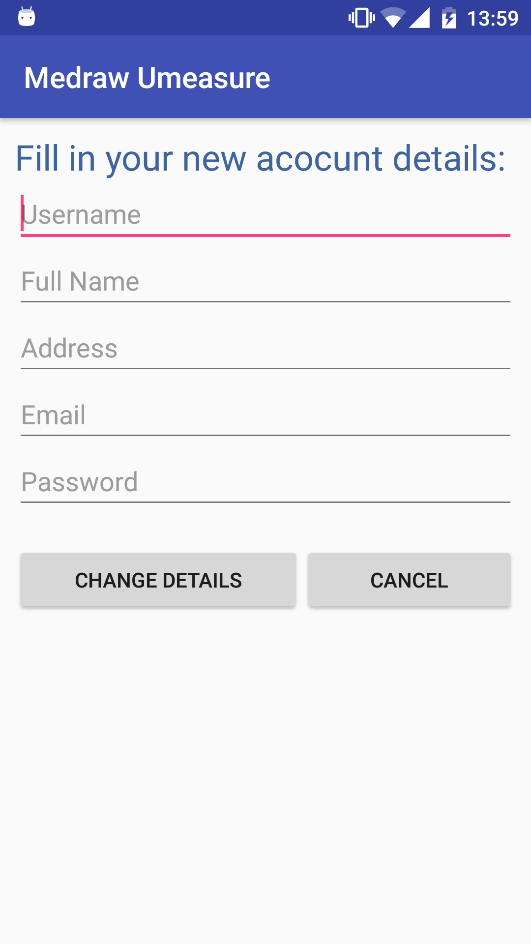 13:59
Medraw Umeasure
Fill in your new acocunt details:
Username
Full Name
Address
Email
Password
CHANGE DETAILS CANCEL